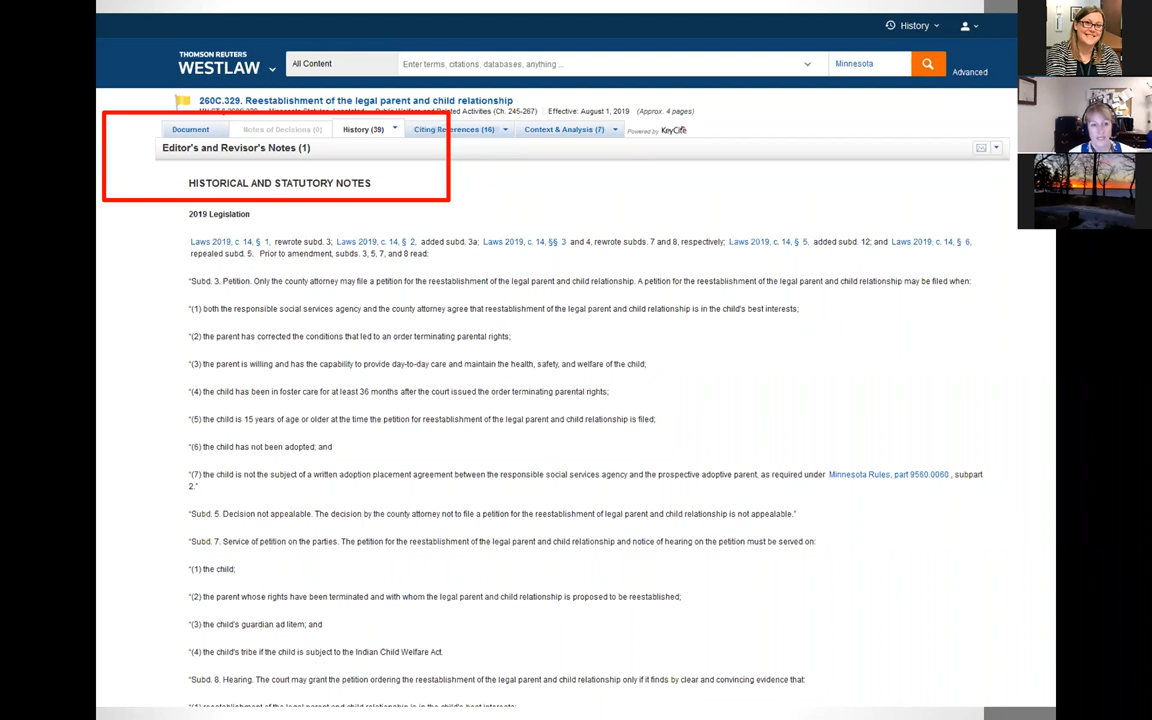 History
THOMSON REUTERS
WESTLAW
All Content
Enter terms, citations, databases, anything ...
Minnesota
Advanced
260C.329. Reestablishment of the legal parent and child relationship
Public Welfare and Related Activities (Ch. 245-267) Effective: August 1, 2019 (Approx. 4 pages)
Document Notes of Decisions (0) History (39) Citing References (16) Context & Analysis (7) Powered by KeyCite
Editor's and Revisor's Notes (1)
HISTORICAL AND STATUTORY NOTES
2019 Legislation
Laws 2019, c. 14, § 1, rewrote subd. 3; Laws 2019, c. 14, § 2, added subd. 3a; Laws 2019, c. 14, §§ 3 and 4, rewrote subds. 7 and 8, respectively; Laws 2019, c. 14, § 5, added subd. 12; and Laws 2019, c. 14, § 6,
repealed subd. 5. Prior to amendment, subds. 3, 5, 7, and 8 read:
“Subd. 3. Petition. Only the county attorney may file a petition for the reestablishment of the legal parent and child relationship. A petition for the reestablishment of the legal parent and child relationship may be filed when:
“(1) both the responsible social services agency and the county attorney agree that reestablishment of the legal parent and child relationship is in the child's best interests;
“(2) the parent has corrected the conditions that led to an order terminating parental rights;
“(3) the parent is willing and has the capability to provide day-to-day care and maintain the health, safety, and welfare of the child;
“(4) the child has been in foster care for at least 36 months after the court issued the order terminating parental rights;
“(5) the child is 15 years of age or older at the time the petition for reestablishment of the legal parent and child relationship is filed;
“(6) the child has not been adopted; and
“(7) the child is not the subject of a written adoption placement agreement between the responsible social services agency and the prospective adoptive parent, as required under Minnesota Rules, part 9560.0060 , subpart
2.”
“Subd. 5. Decision not appealable. The decision by the county attorney not to file a petition for the reestablishment of legal parent and child relationship is not appealable.”
“Subd. 7. Service of petition on the parties. The petition for the reestablishment of the legal parent and child relationship and notice of hearing on the petition must be served on:
“(1) the child;
“(2) the parent whose rights have been terminated and with whom the legal parent and child relationship is proposed to be reestablished;
“(3) the child's guardian ad litem; and
“(4) the child's tribe if the child is subject to the Indian Child Welfare Act.
“Subd. 8. Hearing. The court may grant the petition ordering the reestablishment of the legal parent and child relationship only if it finds by clear and convincing evidence that:
“(1) reestablishment of the legal parent and child relationship is in the child's best interests;